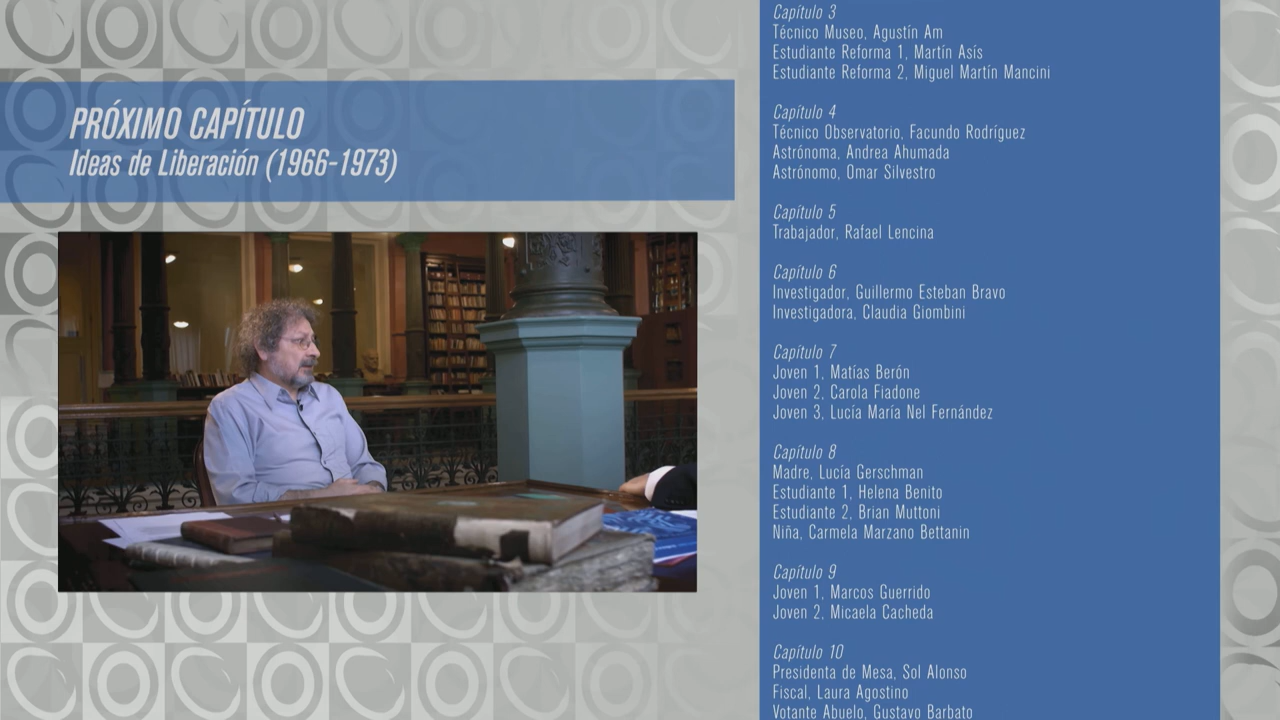 PRÓXIMO CAPÍTULO
Ideas de Liberación (1966-1973)
Capítulo 3
Técnico Museo, Agustín Am
Estudiante Reforma 1, Martín Asís
Estudiante Reforma 2, Miguel Martín Mancini
Capítulo 4
Técnico Observatorio, Facundo Rodríguez
Astrónoma, Andrea Ahumada
Astrónomo, Omar Silvestro
Capítulo 5
Trabajador, Rafael Lencina
Capítulo 6
Investigador, Guillermo Esteban Bravo
Investigadora, Claudia Giombini
Capítulo 7
Joven 1, Matías Berón
Joven 2, Carola Fiadone
Joven 3, Lucía María Nel Fernández
Capítulo 8
Madre, Lucía Gerschman
Estudiante 1, Helena Benito
Estudiante 2, Brian Muttoni
Niña, Carmela Marzano Bettanin
Capítulo 9
Joven 1, Marcos Guerrido
Joven 2, Micaela Cacheda
Capítulo 10
Presidenta de Mesa, Sol Alonso
Fiscal, Laura Agostino
Votante Abuelo, Gustavo Barbato